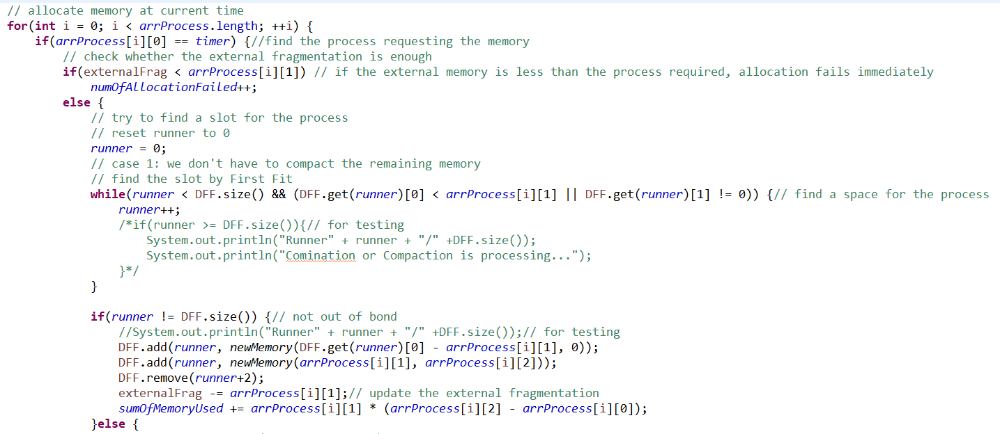 // allocate memory at current time
for(int i = 0; i < arrProcess.length; ++i) {
if(arrProcess[i][0] == timer) {//find the process requesting the memory
// check whether the external fragmentation is enough
if(externalFrag < arrProcess[i][1]) // if the external memory is less than the process required, allocation fails immediately
numOfAllocationFailed++;
else {
// try to find a slot for the process
// reset runner to 0
runner = 0;
// case 1: we don't have to compact the remaining memory
// find the slot by First Fit
while(runner < DFF.size() && (DFF.get(runner)[0] < arrProcess[i][1] || DFF.get(runner)[1] != 0)) {// find a space for the process
runner++;
/*if(runner >= DFF.size()){// for testing
System.out.println("Runner" + runner + "/" +DFF.size());
System.out.println("Comination or Compaction is processing...");
}*/
}
if(runner != DFF.size()) {// not out of bond
//System.out.println("Runner" + runner + "/" +DFF.size());// for testing
DFF.add(runner, newMemory(DFF.get(runner)[0] - arrProcess[i][1], 0));
DFF.add(runner, newMemory(arrProcess[i][1], arrProcess[i][2]));
DFF.remove(runner+2);
externalFrag -= arrProcess[i][1];// update the external fragmentation
sumOfMemoryUsed += arrProcess[i][1] * (arrProcess[i][2] - arrProcess[i][0]);
}else {